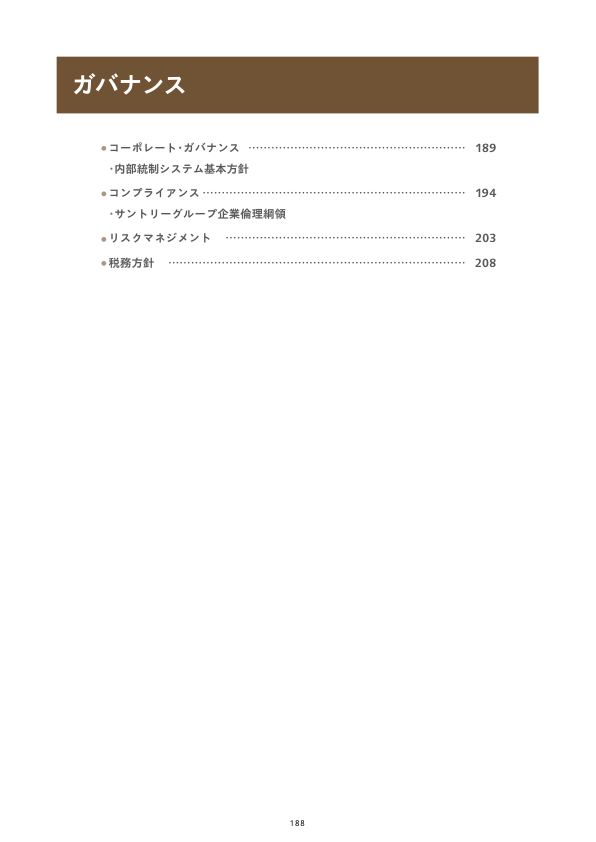 ガバナンス
●コーポレート・ガバナンス …………………………………………………… 189
・内部統制システム基本方針
●コンプライアンス ……………………………………………………………… 194
・サントリーグループ企業倫理綱領
●リスクマネジメント ………………………………………………………… 203
●税務方針 ……………………………………………………………………… 208
188